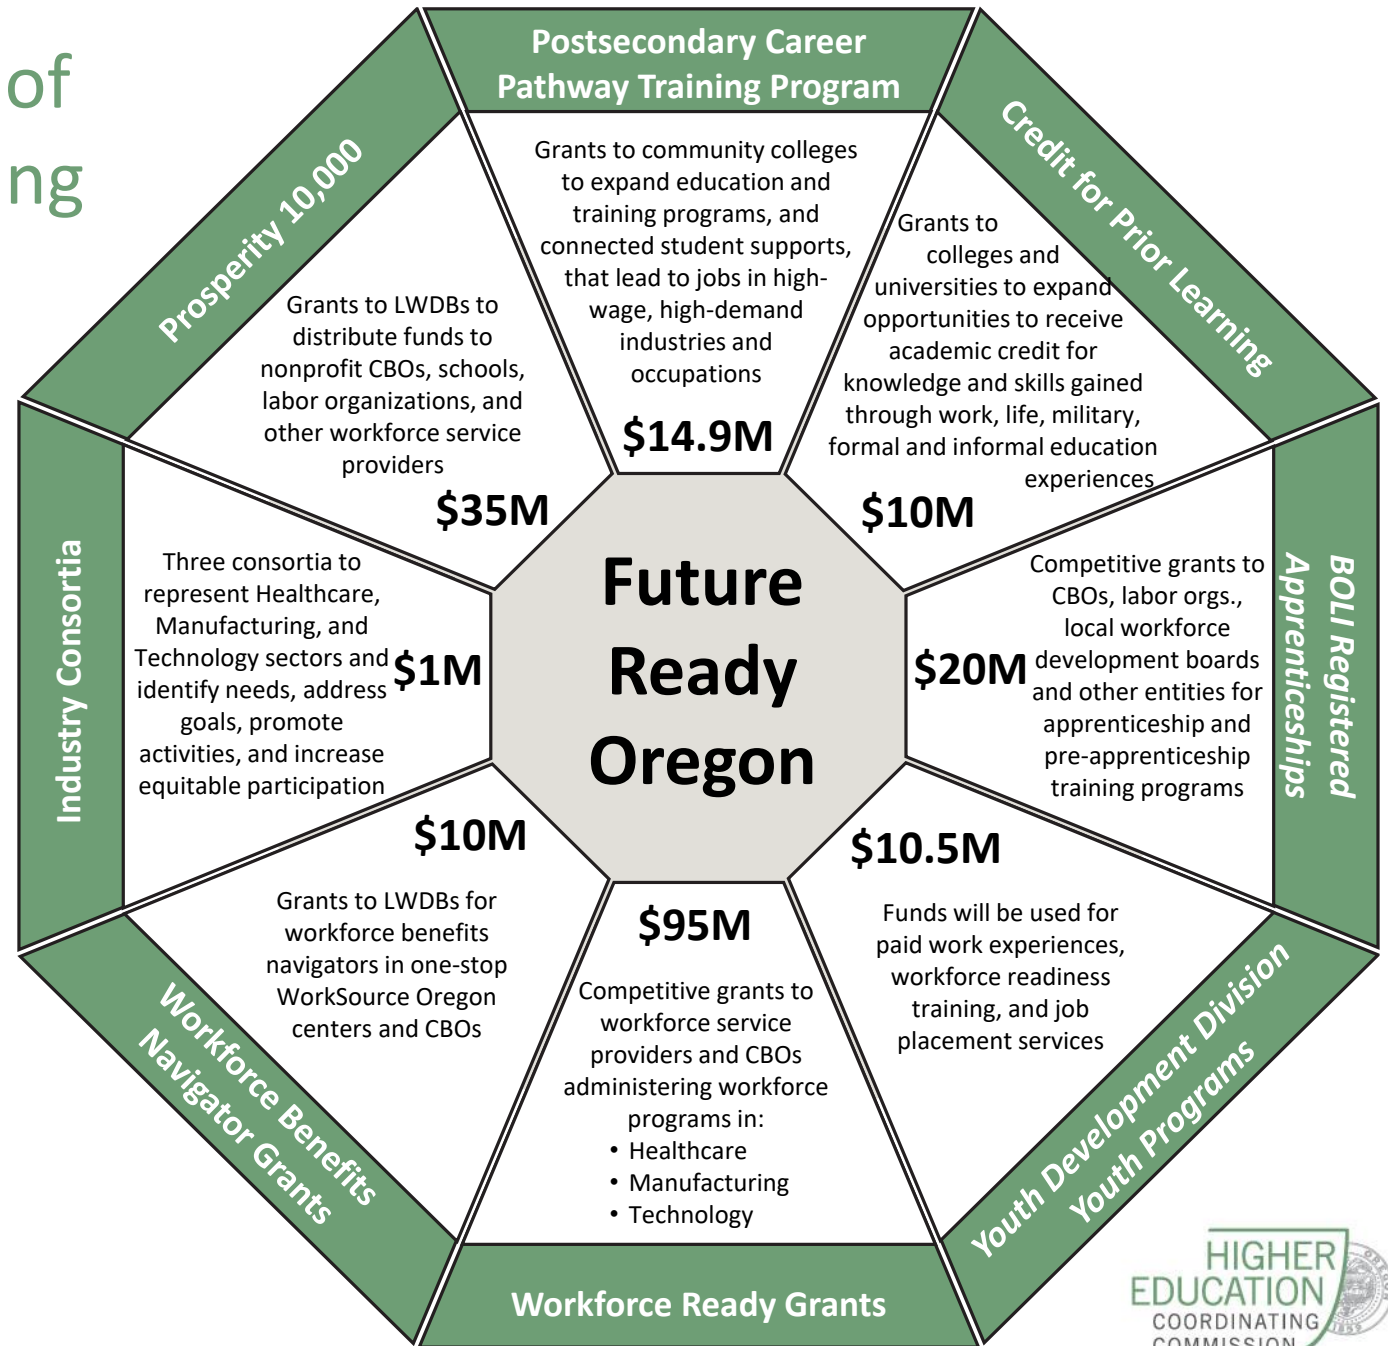 of
ng
Postsecondary Career
Pathway Training Program
Grants to community colleges
to expand education and
training programs, and
connected student supports,
that lead to jobs in high-
wage, high-demand
industries and
occupations
$14.9M
Credit for Prior Learning
Grants to
colleges and
universities to expand
opportunities to receive
academic credit for
knowledge and skills gained
through work, life, military,
formal and informal education
experiences
$10M
BOLI Registered
Apprenticeships
Competitive grants to
CBOs, labor orgs.,
local workforce
development boards
and other entities for
apprenticeship and
pre-apprenticeship
training programs
$20M
Youth Development Division
Youth Programs
$10.5M
Funds will be used for
paid work experiences,
workforce readiness
training, and job
placement services
Workforce Ready Grants
$95M
Competitive grants to
workforce service
providers and CBOs
administering workforce
programs in:
• Healthcare
• Manufacturing
• Technology
Workforce Benefits
Navigator Grants
$10M
Grants to LWDBs for
workforce benefits
navigators in one-stop
WorkSource Oregon
centers and CBOs
Industry Consortia
Three consortia to
represent Healthcare,
Manufacturing, and
Technology sectors and
identify needs, address
goals, promote
activities, and increase
equitable participation
$1M
Prosperity 10,000
Grants to LWDBs to
distribute funds to
nonprofit CBOs, schools,
labor organizations, and
other workforce service
providers
$35M
Future
Ready
Oregon
HIGHER
EDUCATION
COORDINATING
COMMISSION